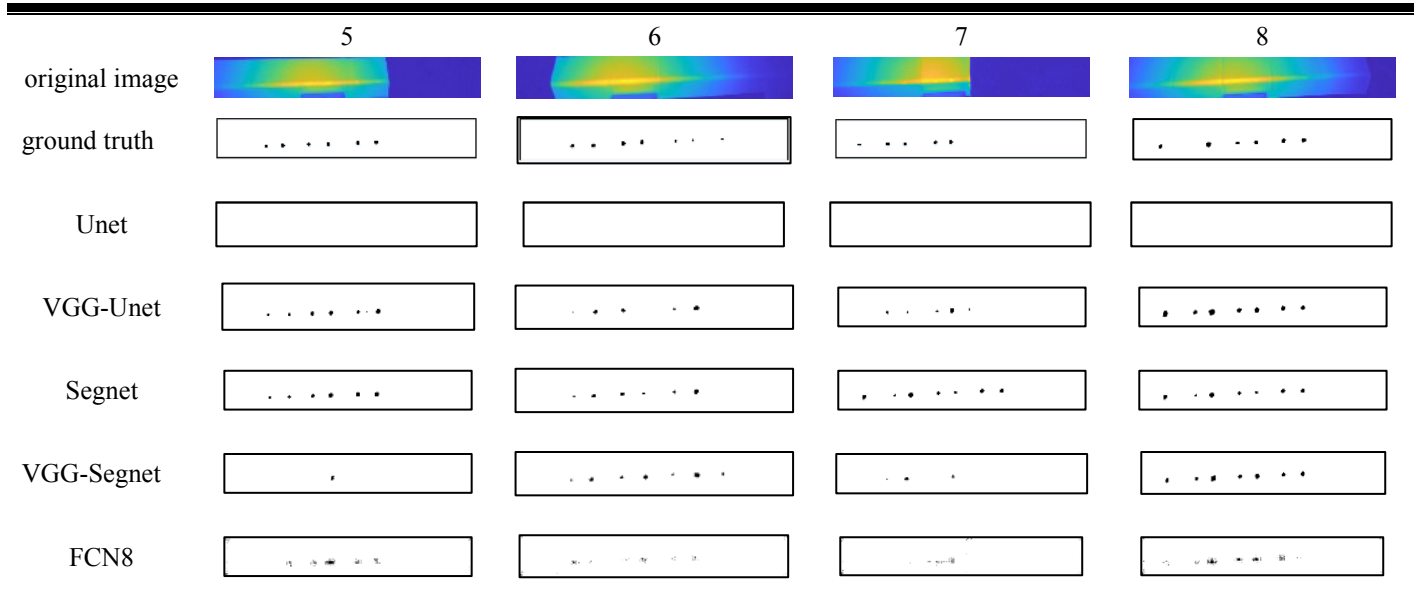 5 6 7 8
original image
ground truth
Unet
VGG-Unet
Segnet
VGG-Segnet
FCN8